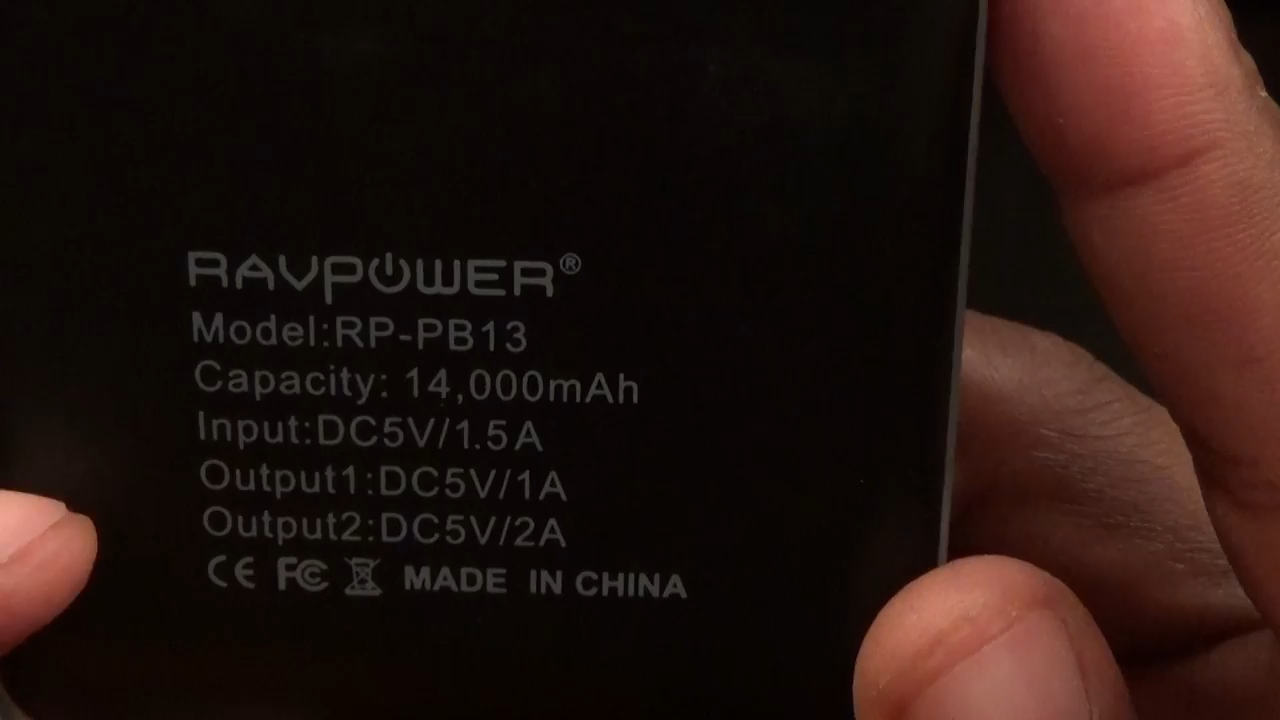 RAVPOWER®
Model:RP-PB13
Capacity: 14,000mAh
Input:DC5V/1.5A
Output1:DC5V/1A
Output2:DC5V/2A
CE FC MADE IN CHINA